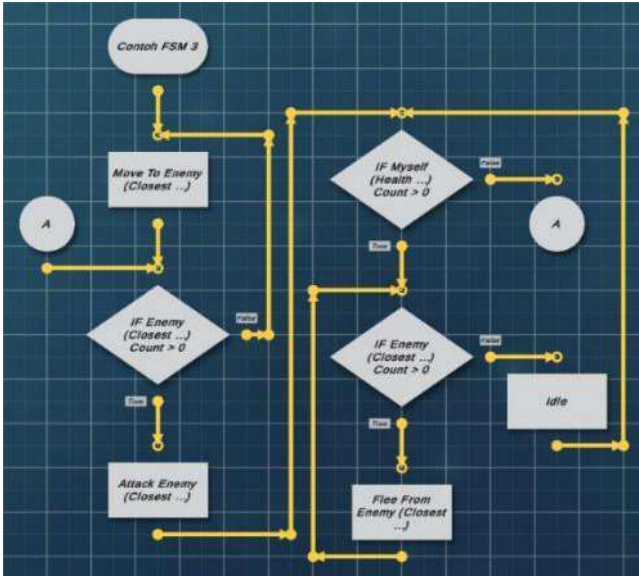 Contoh FSM 3
Move To Enemy
(Closest ...)
A
IF Enemy
(Closest ...)
Count > 0
False
True
Attack Enemy
(Closest ...)
IF Myself
(Health ...)
Count > 0
False
A
True
IF Enemy
(Closest ...)
Count > 0
False
Idle
True
Flee From
Enemy (Closest
...)